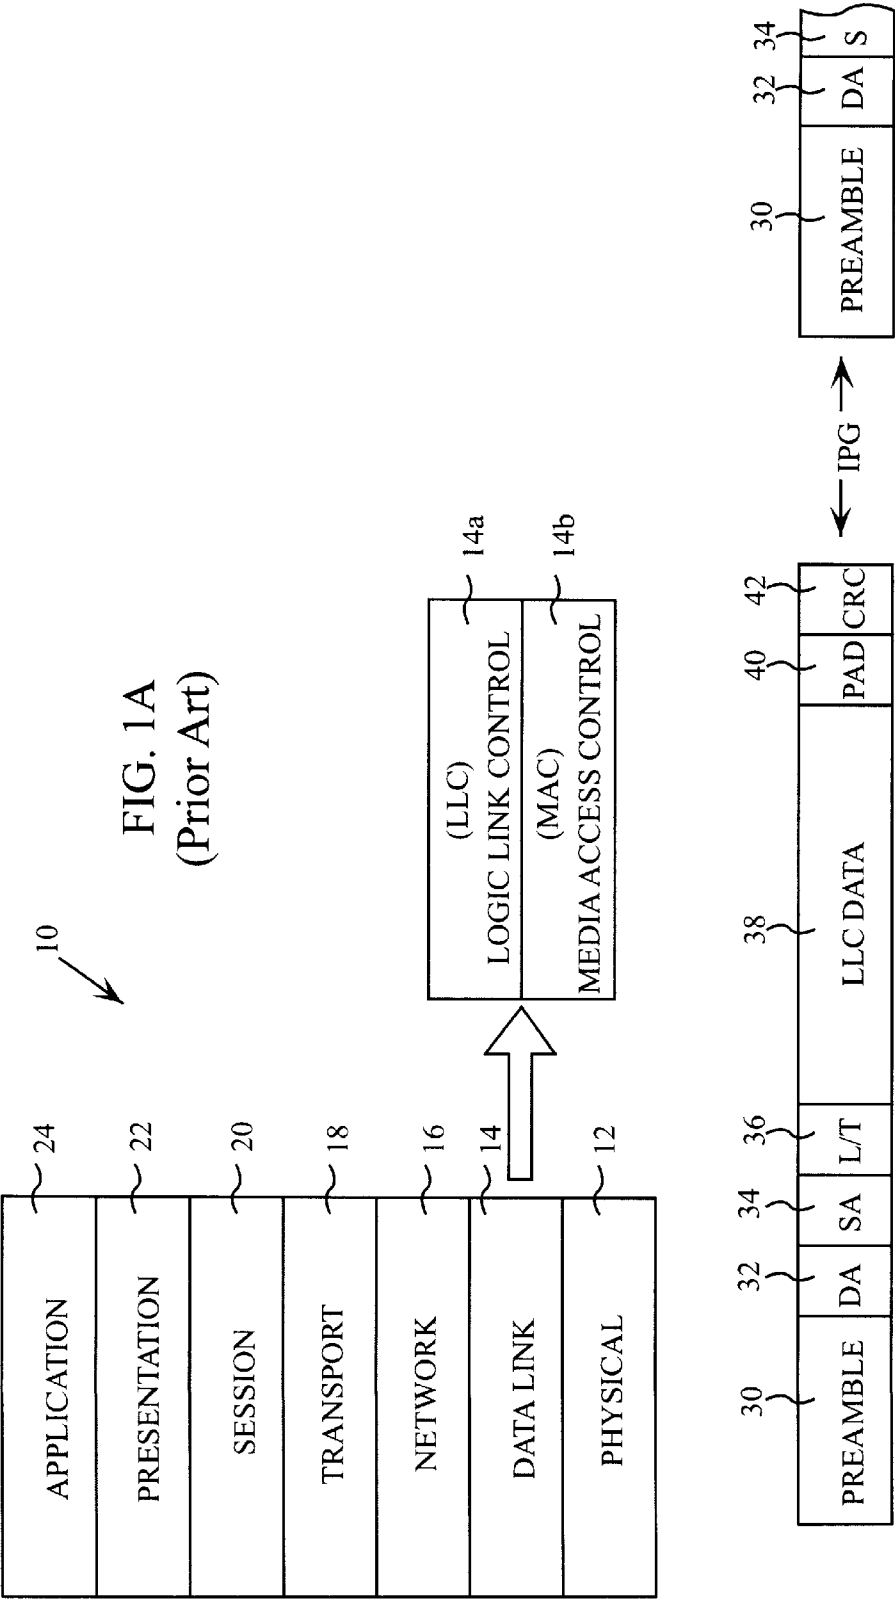 FIG. 1A
(Prior Art)
10
APPLICATION
24
PRESENTATION
22
SESSION
20
TRANSPORT
18
NETWORK
16
DATA LINK
14
PHYSICAL
12
(LLC)
LOGIC LINK CONTROL
14a
(MAC)
MEDIA ACCESS CONTROL
14b
30 32 34 36 38 40 42 30 32 34
PREAMBLE DA SA L/T LLC DATA PAD CRC IPG PREAMBLE DA S